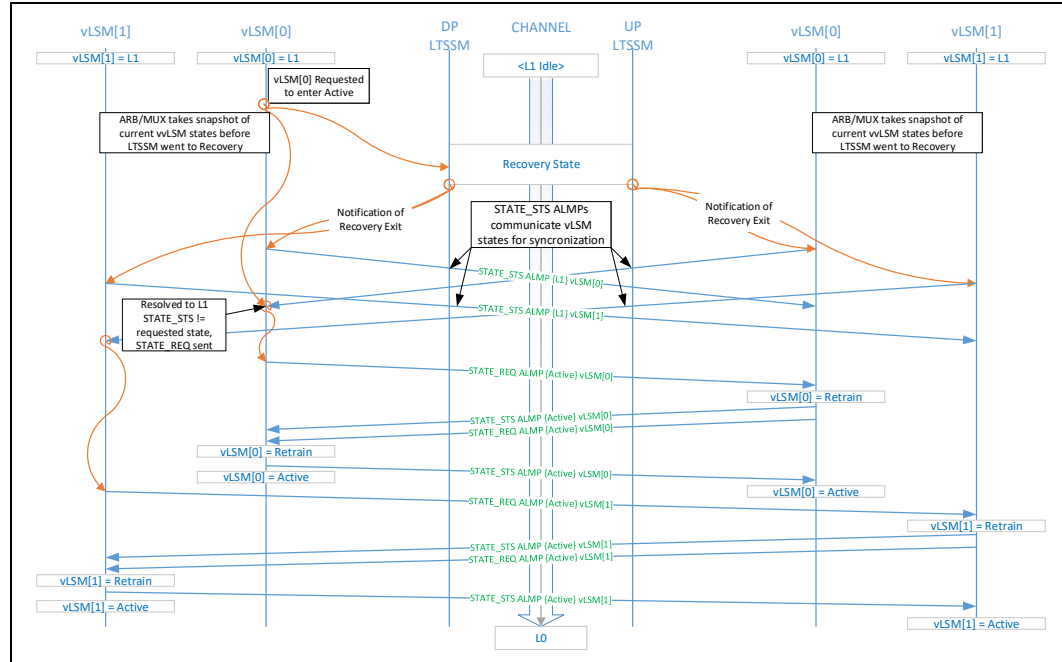 vLSM[1]
vLSM[0]
DP
LTSSM
CHANNEL
UP
LTSSM
vLSM[0]
vLSM[1]
vLSM[1] = L1
vLSM[0] = L1
<L1 Idle>
vLSM[0] = L1
vLSM[1] = L1
vLSM[0] Requested
to enter Active
ARB/MUX takes snapshot of
current vvLSM states before
LTSSM went to Recovery
ARB/MUX takes snapshot of
current vvLSM states before
LTSSM went to Recovery
Recovery State
Notification of
Recovery Exit
STATE_STS ALMPs
communicate vLSM
states for syncronization
Notification of
Recovery Exit
STATE_STS ALMP {L1} vLSM[0]
STATE_STS ALMP {L1} vLSM[1]
Resolved to L1
STATE_STS !=
requested state,
STATE_REQ sent
STATE_REQ ALMP {Active} vLSM[0]
vLSM[0] = Retrain
STATE_STS ALMP {Active} vLSM[0]
STATE_REQ ALMP {Active} vLSM[0]
vLSM[0] = Retrain
vLSM[0] = Active
STATE_STS ALMP {Active} vLSM[0]
vLSM[0] = Active
STATE_REQ ALMP {Active} vLSM[1]
vLSM[1] = Retrain
STATE_STS ALMP {Active} vLSM[1]
STATE_REQ ALMP {Active} vLSM[1]
vLSM[1] = Retrain
vLSM[1] = Active
STATE_STS ALMP {Active} vLSM[1]
vLSM[1] = Active
L0